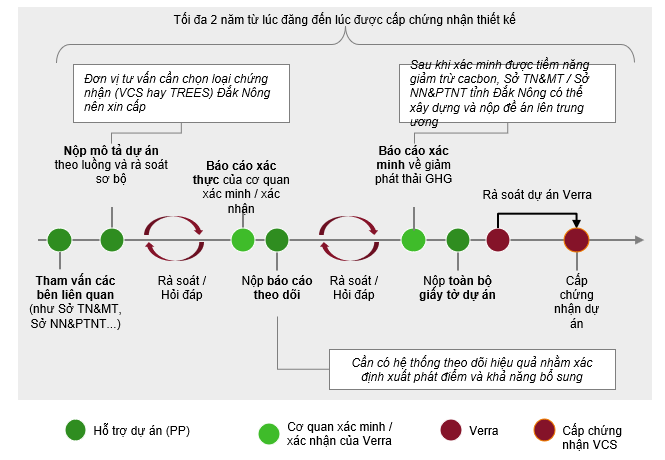 Tối đa 2 năm từ lúc đăng đến lúc được cấp chứng nhận thiết kế
Đơn vị tư vấn cần chọn loại chứng
nhận (VCS hay TREES) Đắk Nông
nên xin cấp
Sau khi xác minh được tiềm năng
giảm trừ cacbon, Sở TN&MT / Sở
NN&PTNT tỉnh Đắk Nông có thể
xây dựng và nộp đề án lên trung
ương
Nộp mô tả dự án
theo luồng và rà soát
sơ bộ
Báo cáo xác
thực của cơ quan
xác minh / xác
nhận
Báo cáo xác
minh về giảm
phát thải GHG
Rà soát dự án Verra
Tham vấn các
bên liên quan
(như Sở TN&MT,
Sở NN&PTNT...)
Rà soát /
Hỏi đáp
Nộp báo cáo
theo dõi
Rà soát /
Hỏi đáp
Nộp toàn bộ
giấy tờ dự án
Cấp
chứng
nhận dự
án
Cần có hệ thống theo dõi hiệu quả nhằm xác
định xuất phát điểm và khả năng bổ sung
Hỗ trợ dự án (PP)
Cơ quan xác minh /
xác nhận của Verra
Verra
Cấp chứng
nhận VCS